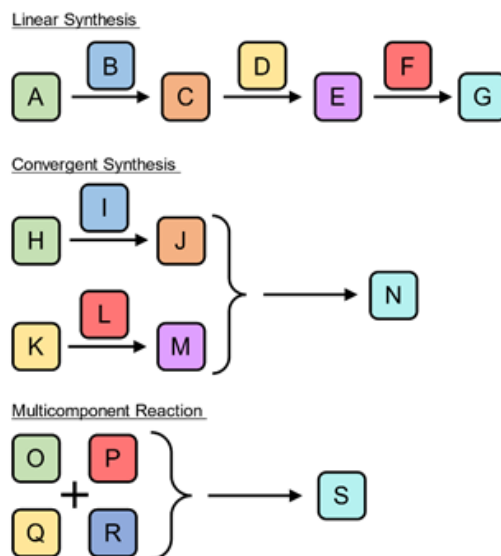 Linear Synthesis
B D F
A C E G
Convergent Synthesis
I
H J
N
L
K M
Multicomponent Reaction
O P
+
S
Q R